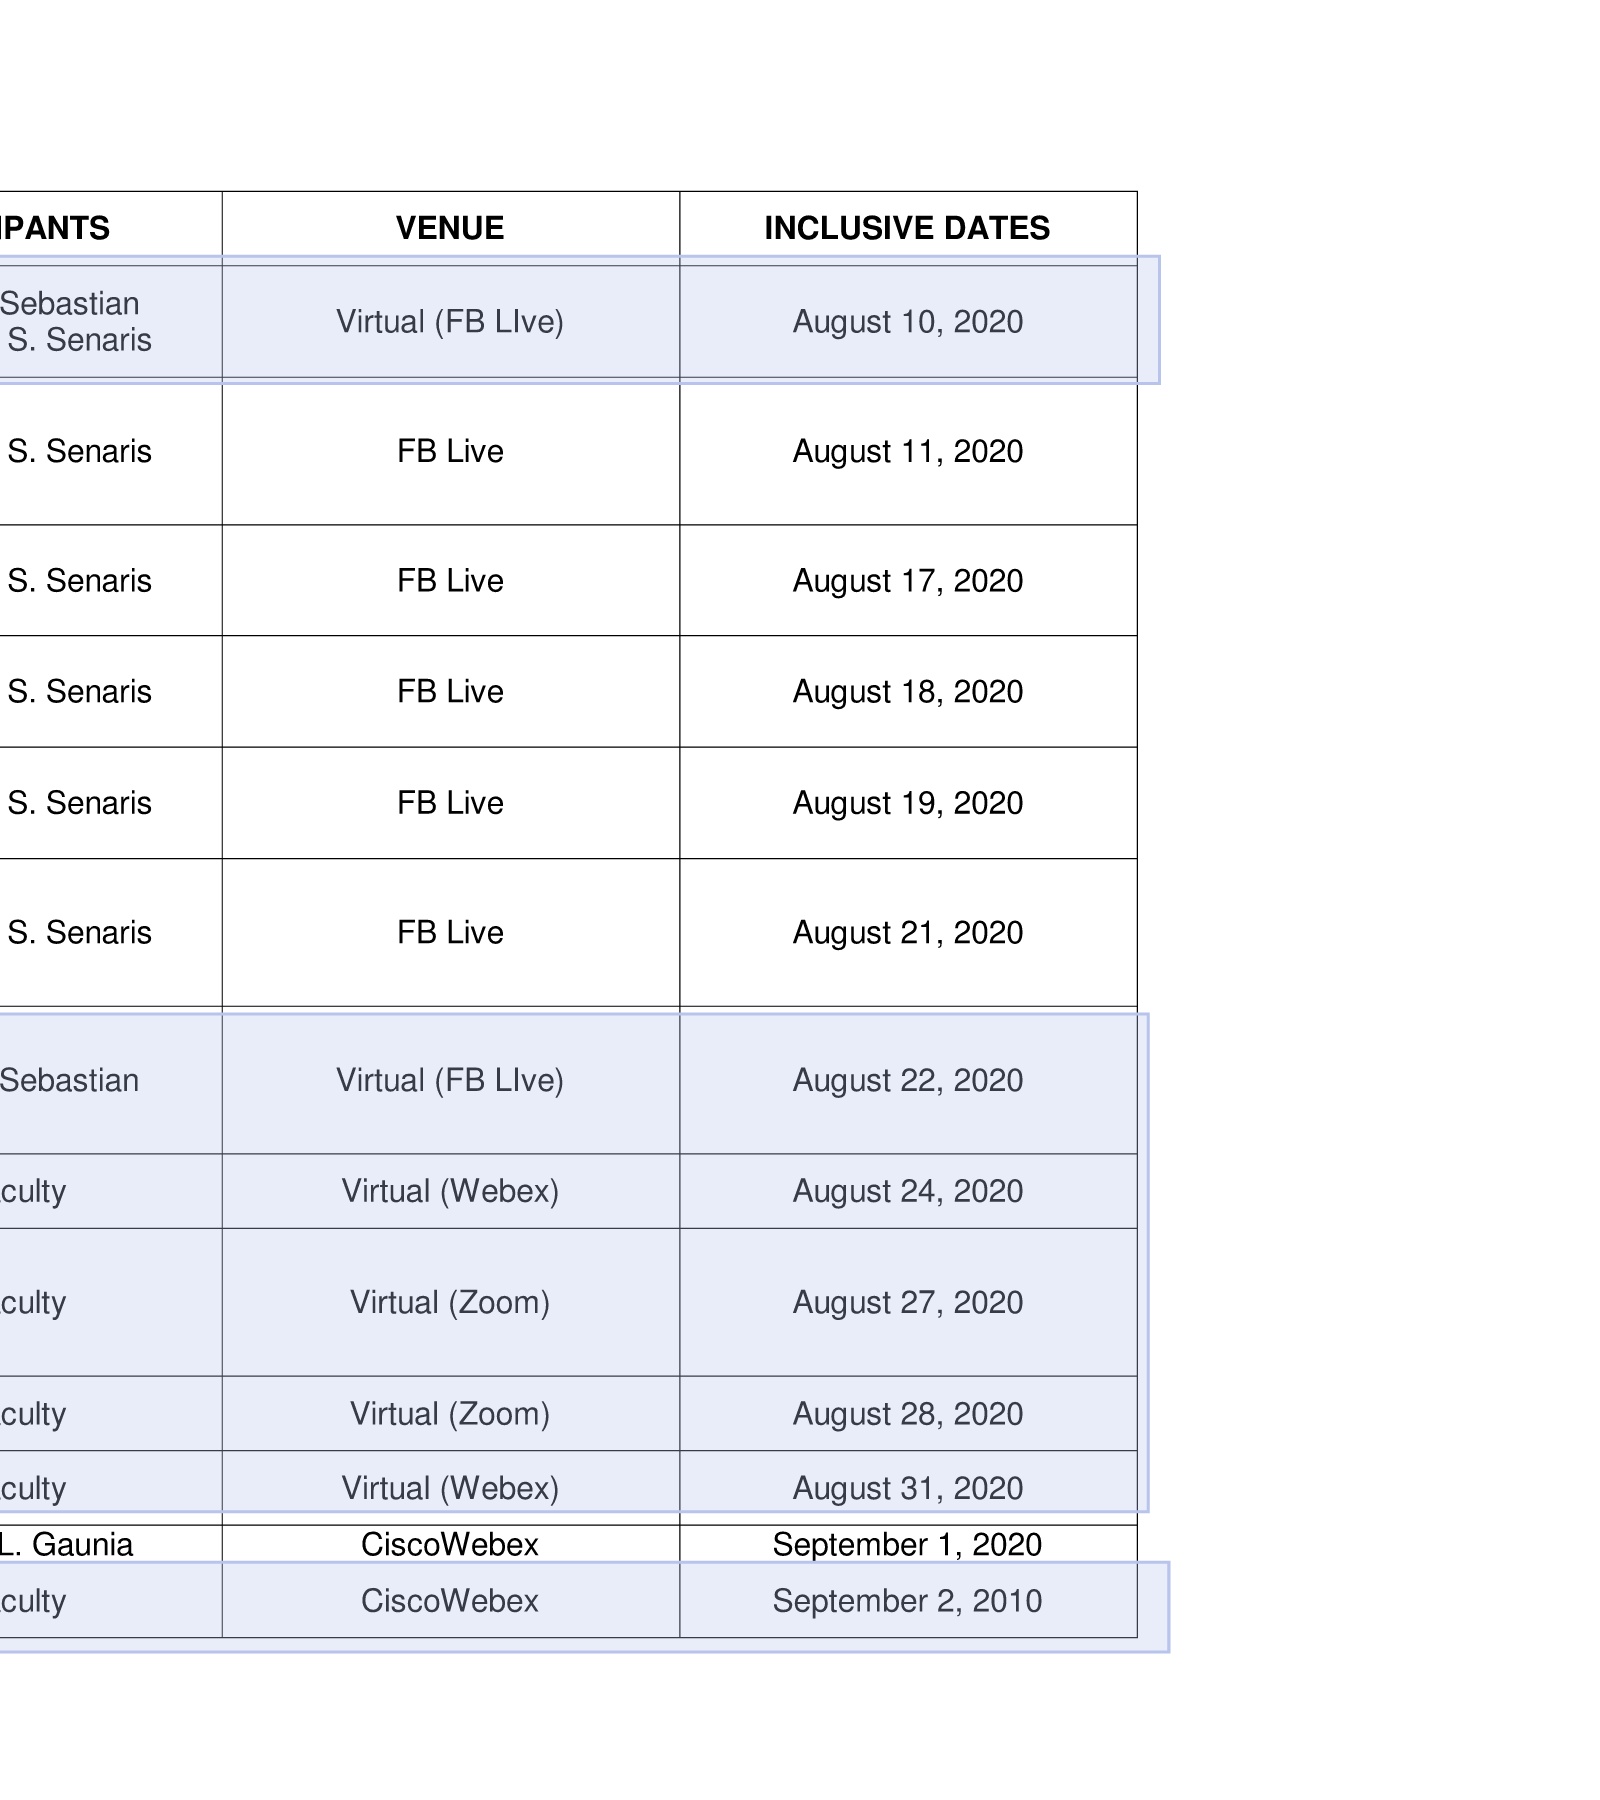 IPANTS VENUE INCLUSIVE DATES
Sebastian
S. Senaris Virtual (FB LIve) August 10, 2020
S. Senaris FB Live August 11, 2020
S. Senaris FB Live August 17, 2020
S. Senaris FB Live August 18, 2020
S. Senaris FB Live August 19, 2020
S. Senaris FB Live August 21, 2020
Sebastian Virtual (FB LIve) August 22, 2020
culty Virtual (Webex) August 24, 2020
culty Virtual (Zoom) August 27, 2020
culty Virtual (Zoom) August 28, 2020
culty Virtual (Webex) August 31, 2020
L. Gaunia CiscoWebex September 1, 2020
culty CiscoWebex September 2, 2010